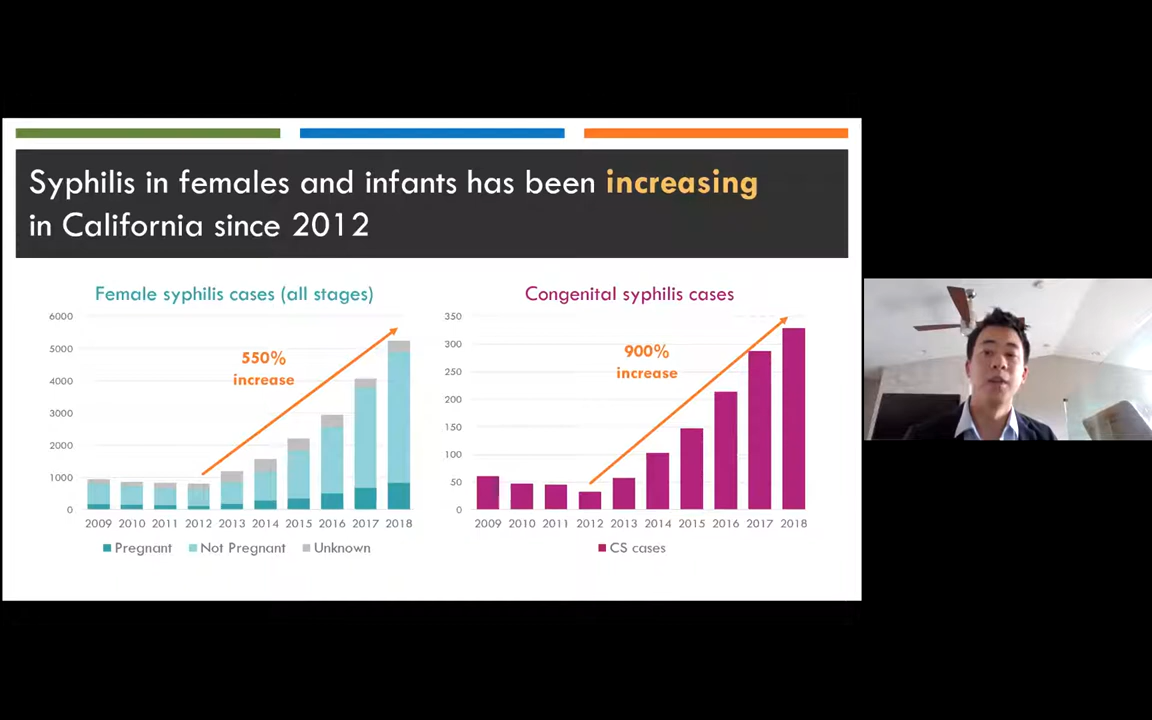 Syphilis in females and infants has been increasing
in California since 2012
Female syphilis cases (all stages)
6000
5000
4000
3000
2000
1000
0
550%
increase
2009 2010 2011 2012 2013 2014 2015 2016 2017 2018
Pregnant Not Pregnant Unknown
Congenital syphilis cases
350
300
250
200
150
100
50
0
900%
increase
2009 2010 2011 2012 2013 2014 2015 2016 2017 2018
CS cases